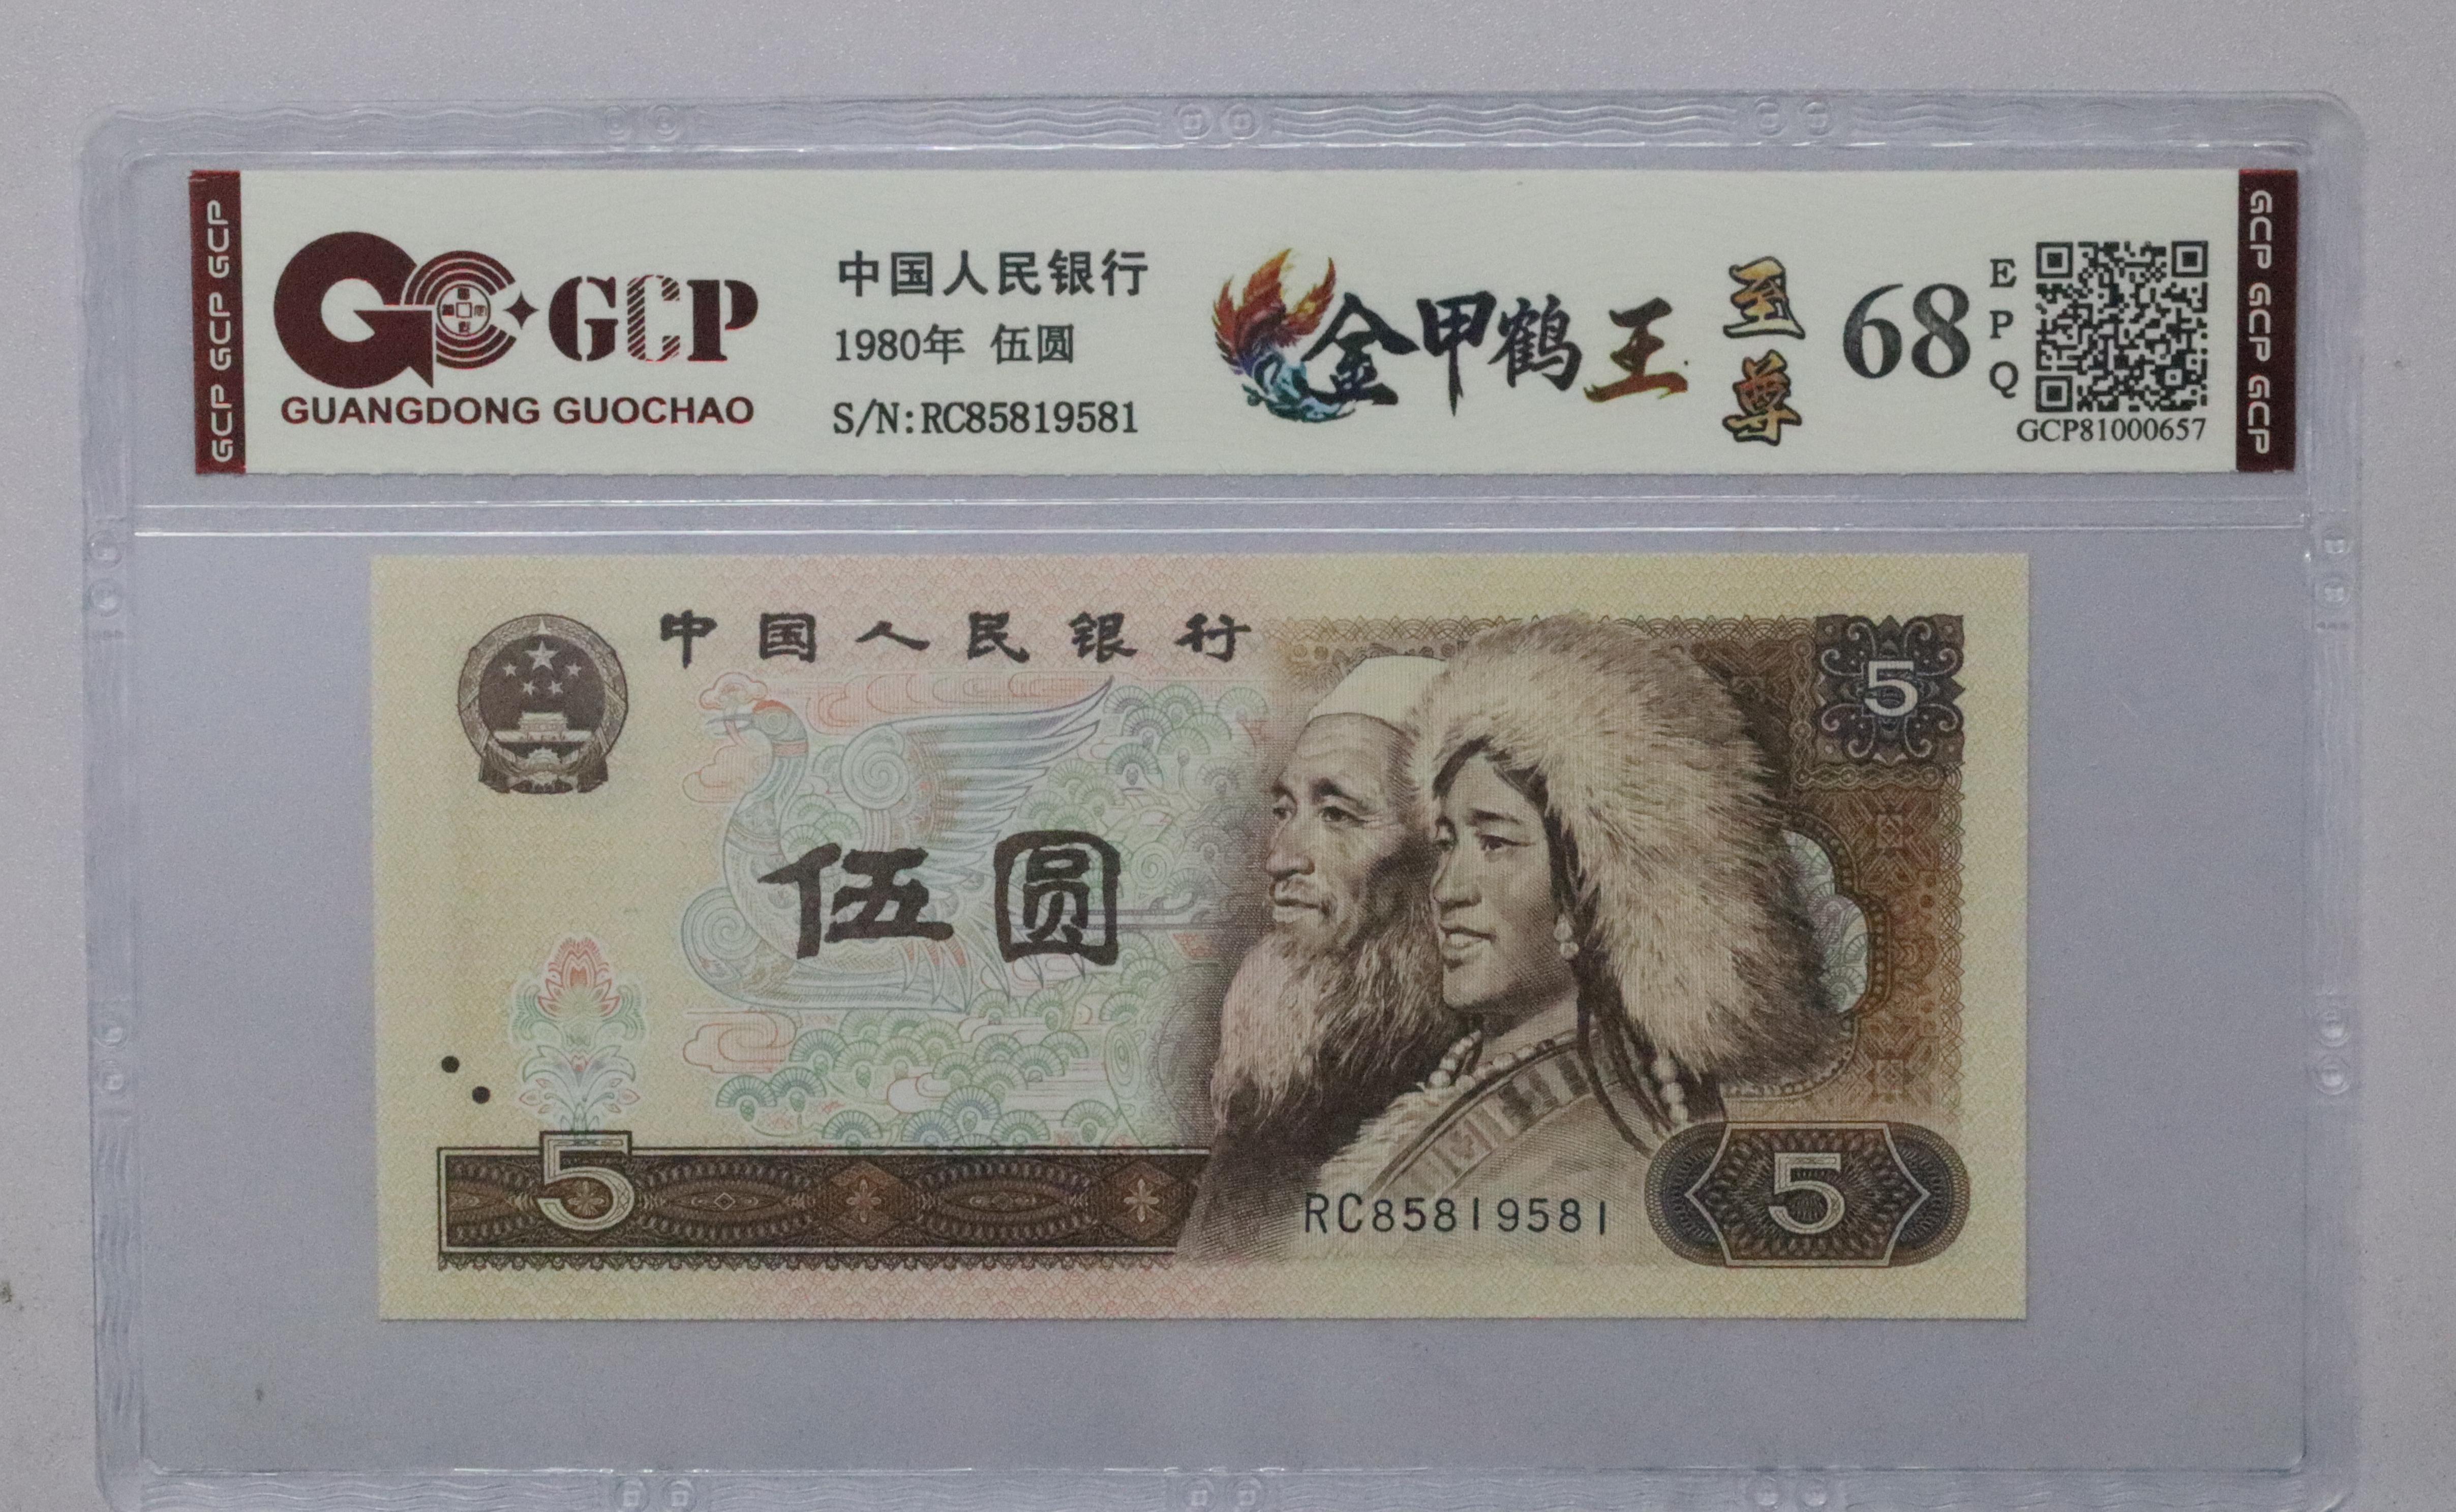 GCP GCP GCP
GCP
GUANGDONG GUOCHAO
中国人民银行
1980年 伍圆
S/N:RC85819581
金甲鹤王
至尊
68
EPQ
GCP81000657
GCP GCP GCP
中国人民银行
5
伍圆
5
RC85819581
5